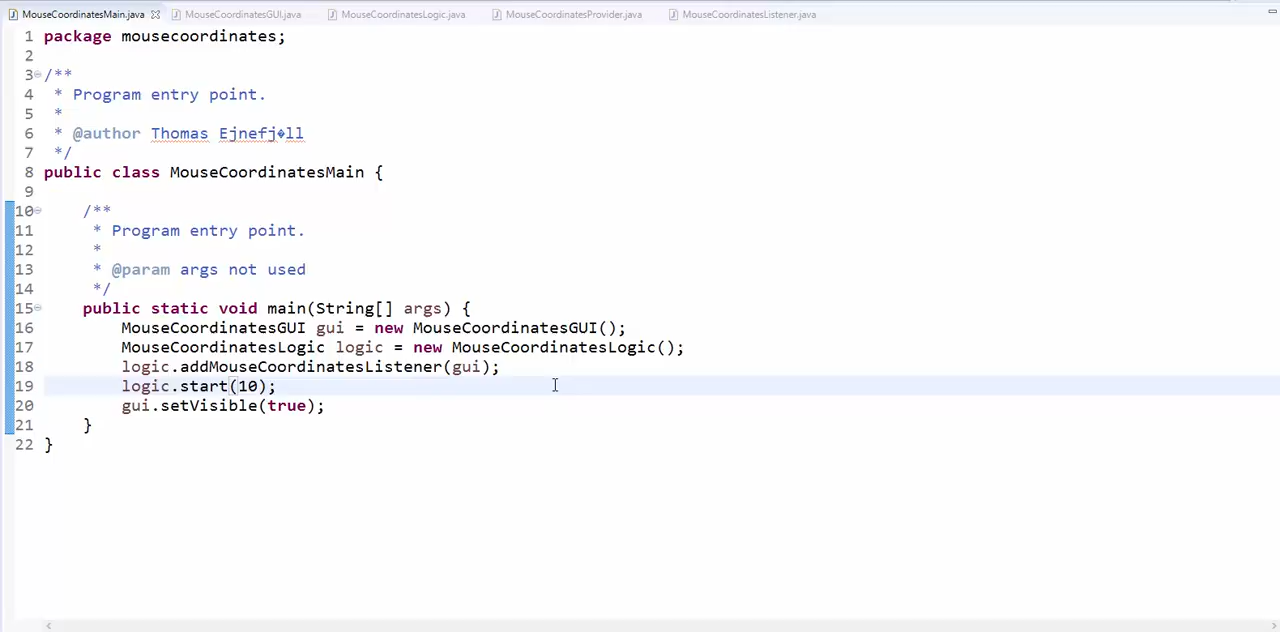 MouseCoordinatesMain.java MouseCoordinatesGUI.java MouseCoordinatesLogic.java MouseCoordinatesProvider.java MouseCoordinatesListener.java
1 package mousecoordinates;
2
3 /**
4 * Program entry point.
5 *
6 * @author Thomas Ejnefj�ll
7 */
8 public class MouseCoordinatesMain {
9
10 /**
11 * Program entry point.
12 *
13 * @param args not used
14 */
15 public static void main(String[] args) {
16 MouseCoordinatesGUI gui = new MouseCoordinatesGUI();
17 MouseCoordinatesLogic logic = new MouseCoordinatesLogic();
18 logic.addMouseCoordinatesListener(gui);
19 logic.start(10);
20 gui.setVisible(true);
21 }
22 }